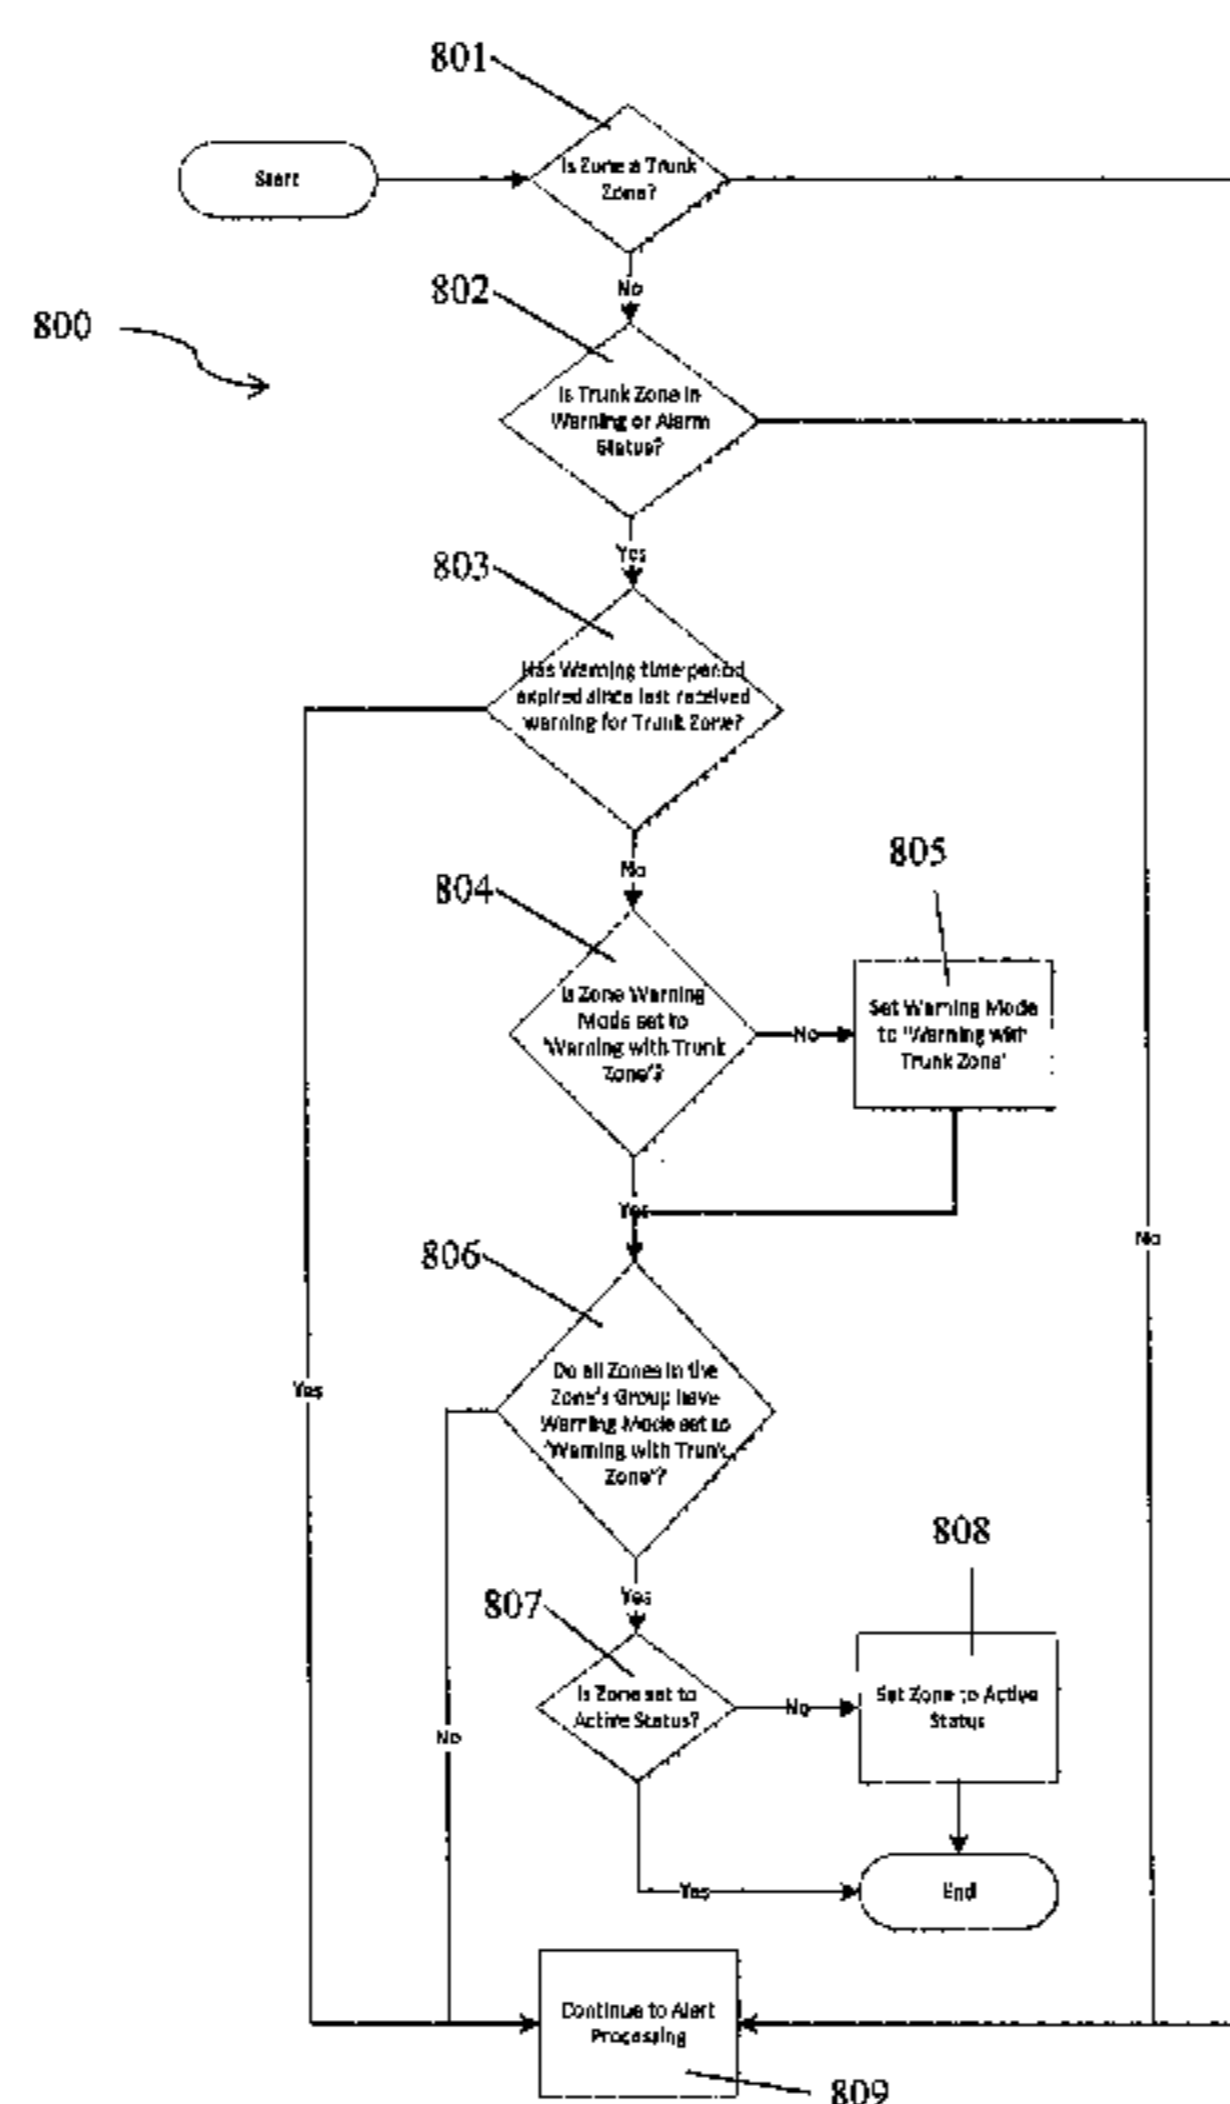 801
Start
Is Zone a Trunk
Zone?
No
802
800
Is Trunk Zone in
Warning or Alarm
Status?
Yes
803
Has Warning time period
expired since last received
warning for Trunk Zone?
No
804
805
Is Zone Warning
Mode set to
'Warning with Trunk
Zone'?
No
Set Warning Mode
to 'Warning with
Trunk Zone'
Yes
No
806
Do all Zones in the
Zone's Group have
Warning Mode set to
'Warning with Trunk
Zone'?
Yes
808
Yes
807
Is Zone set to
Active Status?
No
Set Zone to Active
Status
No
Yes
End
Continue to Alert
Processing
809